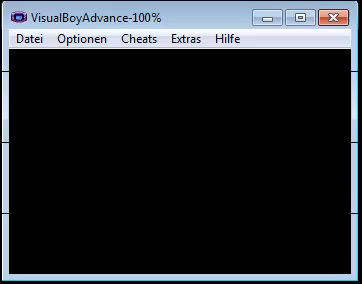 VisualBoyAdvance-100%
Datei Optionen Cheats Extras Hilfe